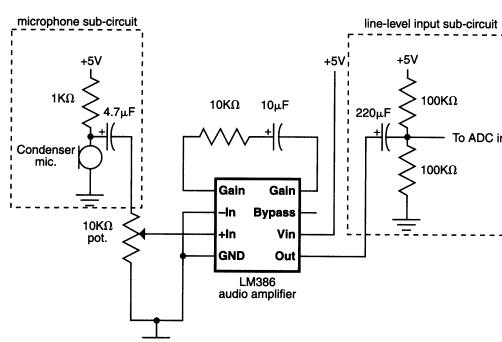 microphone sub-circuit
line-level input sub-circuit
+5V
+5V
+5V
1KΩ
4.7μF
10KΩ
10μF
220μF
100KΩ
+
+
+
To ADC in
Condenser
mic.
100KΩ
Gain
Gain
–In
Bypass
10KΩ
pot.
+In
Vin
GND
Out
LM386
audio amplifier